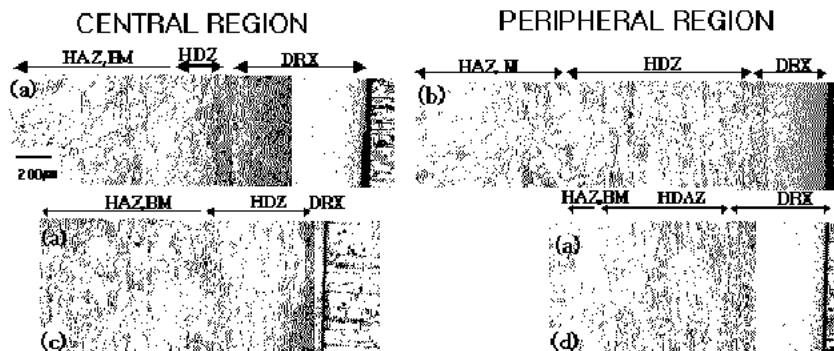 CENTRAL REGION
PERIPHERAL REGION
HAZ,BM HDZ DRX
HAZ, M HDZ DRX
(a)
(b)
200μm
HAZ,BM HDZ DRX
HAZ,BM HDAZ DRX
(a)
(a)
(c)
(d)